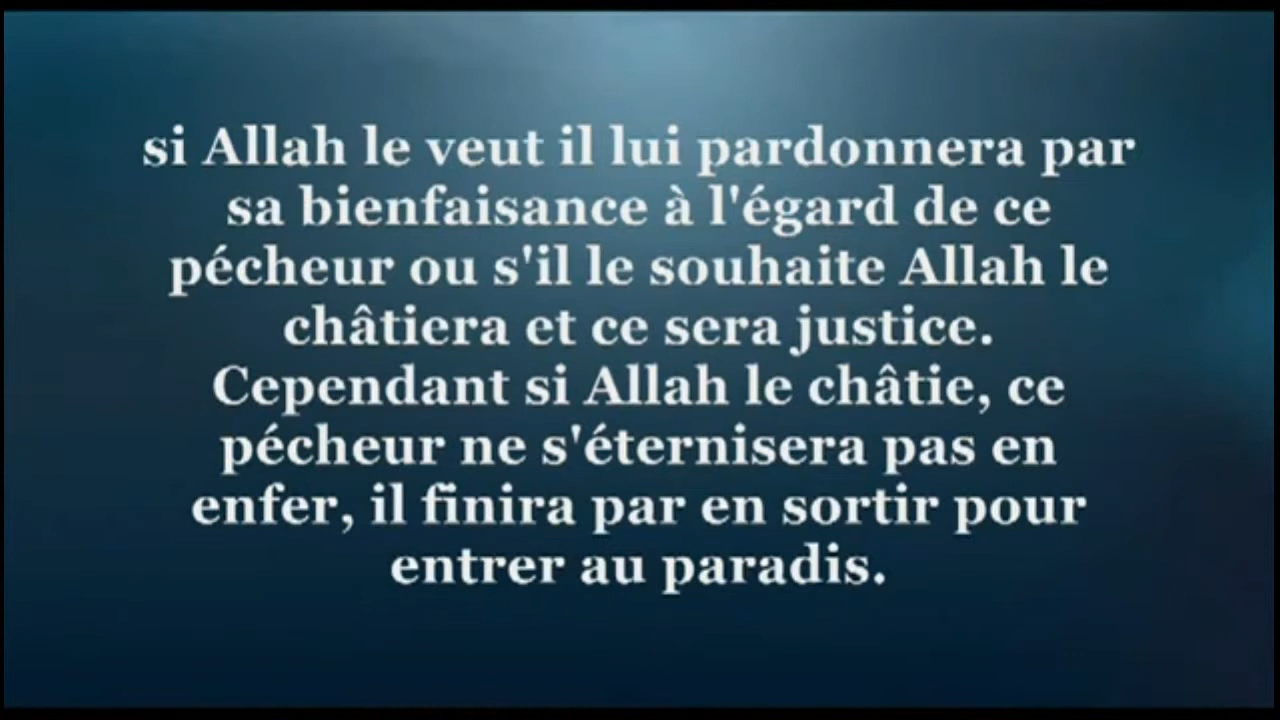 si Allah le veut il lui pardonnera par
sa bienfaisance à l'égard de ce
pécheur ou s'il le souhaite Allah le
châtiera et ce sera justice.
Cependant si Allah le châtie, ce
pécheur ne s'éternisera pas en
enfer, il finira par en sortir pour
entrer au paradis.